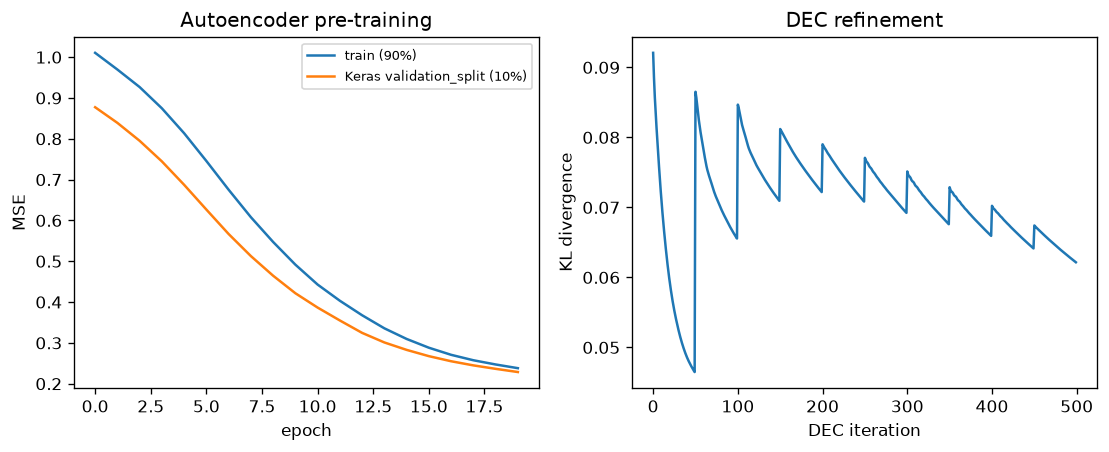 Autoencoder pre-training
MSE
1.0
0.9
0.8
0.7
0.6
0.5
0.4
0.3
0.2
train (90%)
Keras validation_split (10%)
0.0 2.5 5.0 7.5 10.0 12.5 15.0 17.5
epoch
DEC refinement
KL divergence
0.09
0.08
0.07
0.06
0.05
0 100 200 300 400 500
DEC iteration